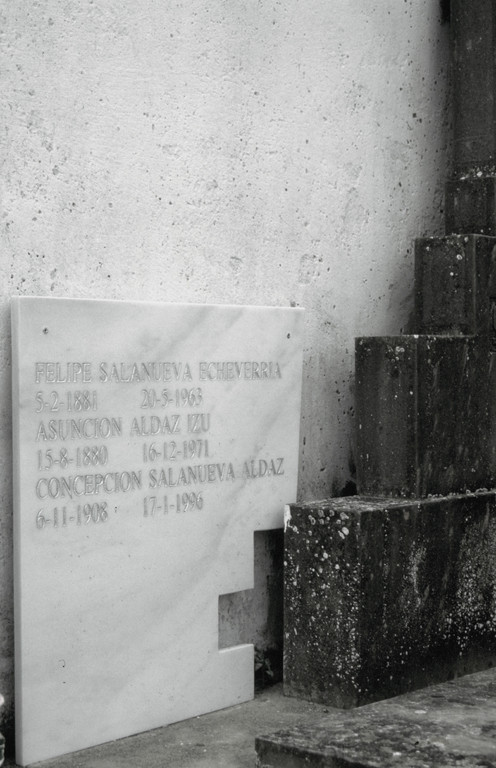 FELIPE SALANUEVA ECHEVERRIA
5-2-1881 20-5-1963
ASUNCION ALDAZ IZU
15-8-1880 16-12-1971
CONCEPCION SALANUEVA ALDAZ
6-11-1908 17-1-1996